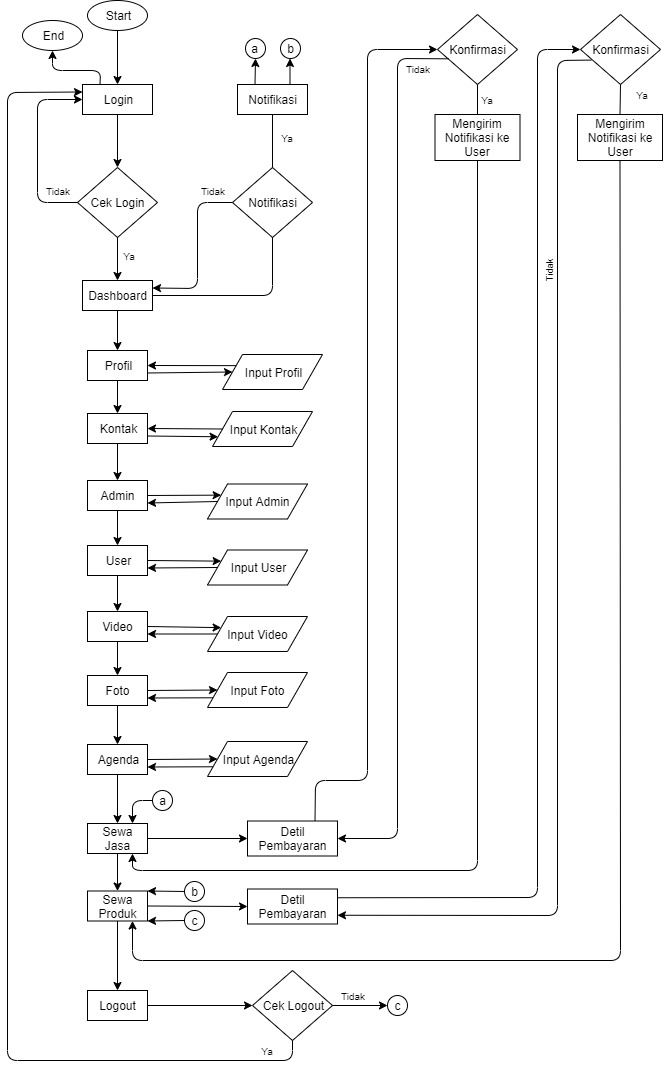 Start
End
Login
Tidak
Cek Login
Ya
a
b
Notifikasi
Ya
Tidak
Notifikasi
Dashboard
Profil
Input Profil
Kontak
Input Kontak
Admin
Input Admin
User
Input User
Video
Input Video
Foto
Input Foto
Agenda
Input Agenda
a
Sewa
Jasa
Detil
Pembayaran
b
Sewa
Produk
c
Detil
Pembayaran
Logout
Cek Logout
Tidak
c
Ya
Konfirmasi
Tidak
Ya
Mengirim
Notifikasi ke
User
Konfirmasi
Ya
Mengirim
Notifikasi ke
User
Tidak